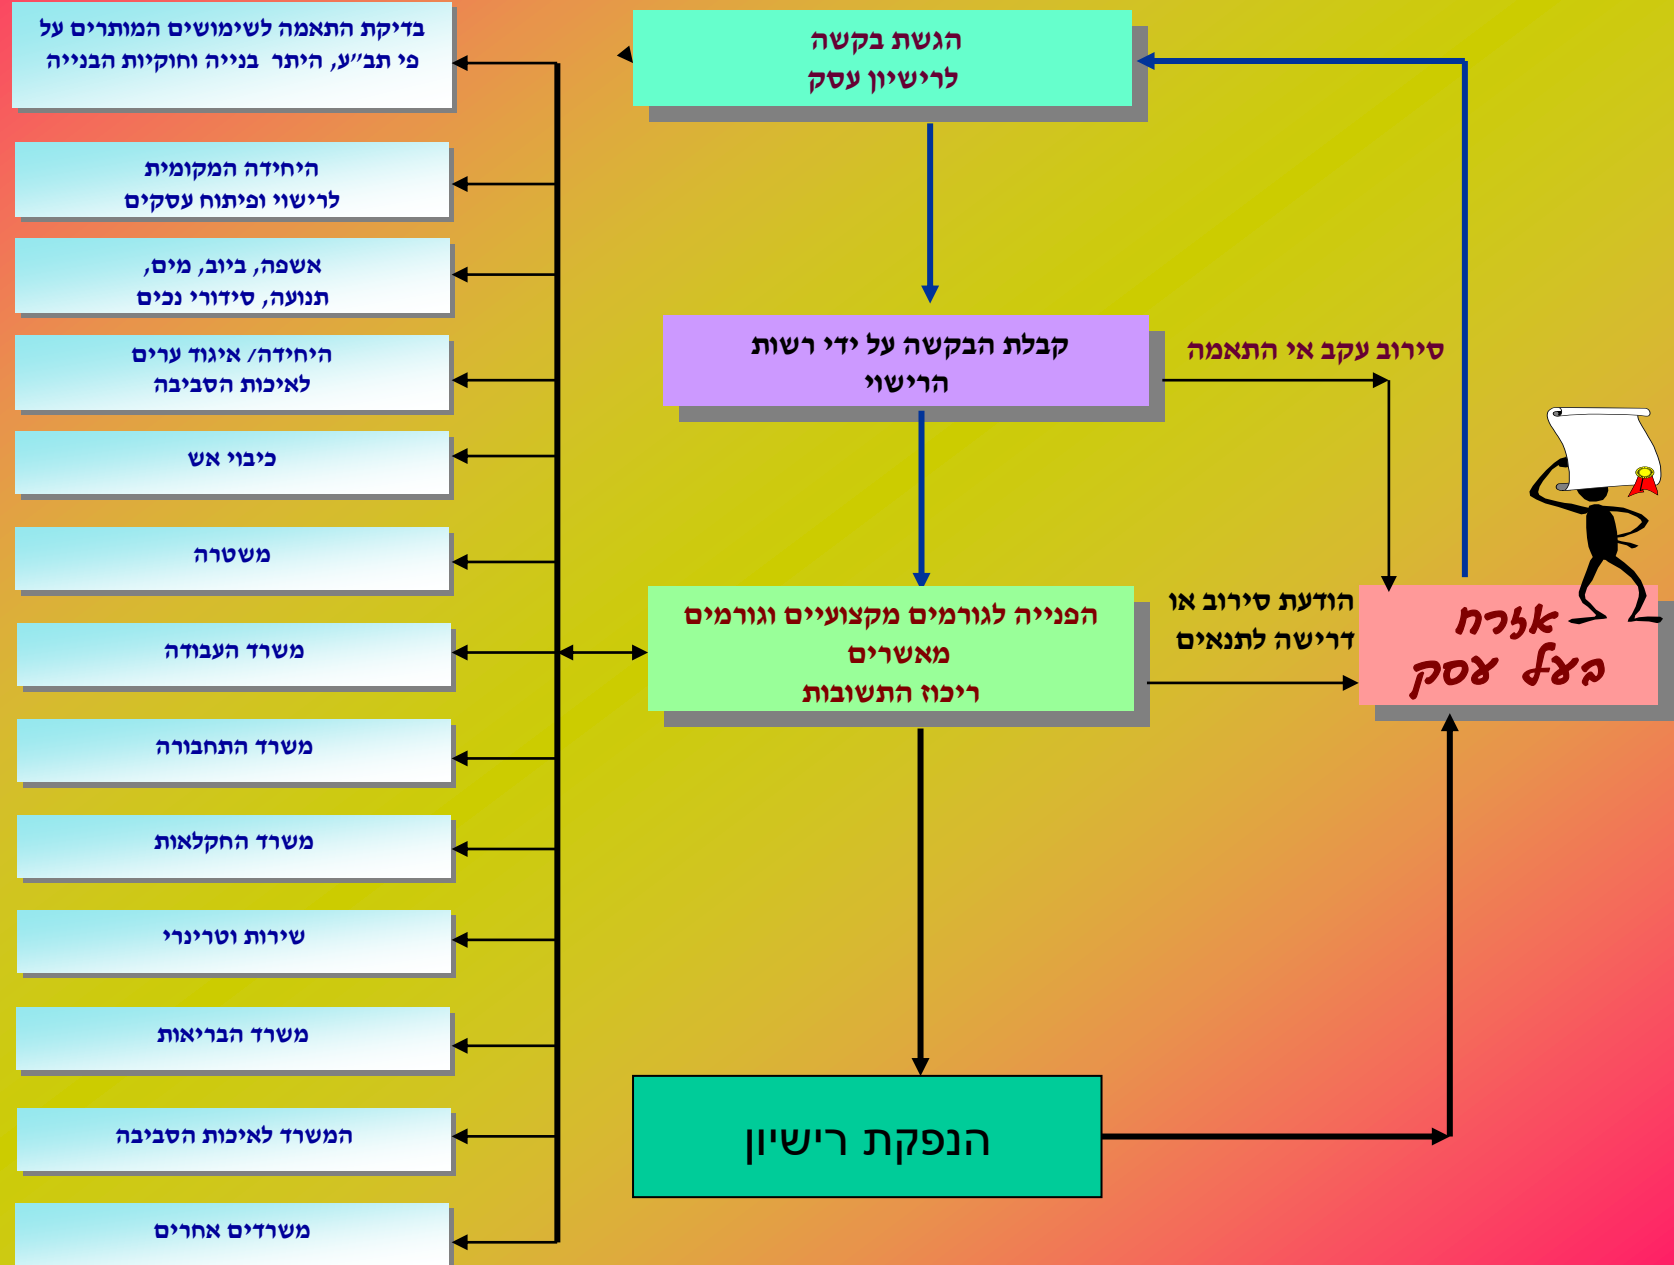 הגשת בקשה
לרישיון עסק
קבלת הבקשה על ידי רשות
הרישוי
סירוב עקב אי התאמה
הפנייה לגורמים מקצועיים וגורמים
מאשרים
ריכוז התשובות
הודעת סירוב או
דרישה לתנאים
אזרח
בעל עסק
הנפקת רישיון
בדיקת התאמה לשימושים המותרים על
פי תב״ע, היתר בנייה וחוקיות הבנייה
היחידה המקומית
לרישוי ופיתוח עסקים
אשפה, ביוב, מים,
תנועה, סידורי נכים
היחידה/ איגוד ערים
לאיכות הסביבה
כיבוי אש
משטרה
משרד העבודה
משרד התחבורה
משרד החקלאות
שירות וטרינרי
משרד הבריאות
המשרד לאיכות הסביבה
משרדים אחרים